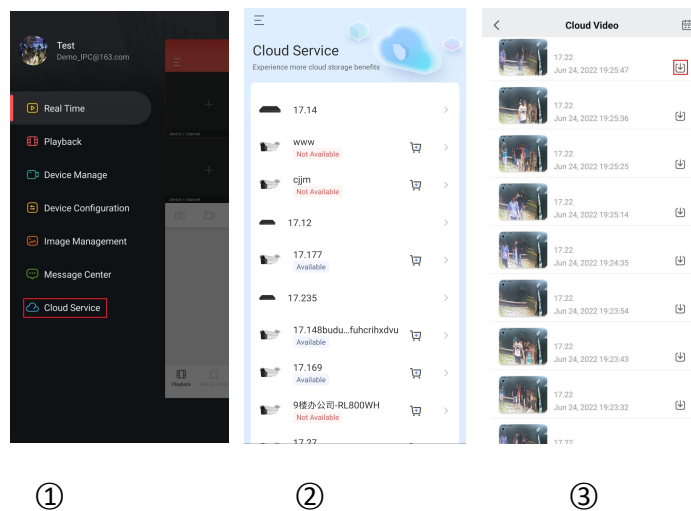 Test
Demo_IPC@163.com
Real Time
Playback
Device Manage
Device Configuration
Image Management
Message Center
Cloud Service
device / channel
device / channel
Playback
Cloud Service
Experience more cloud storage benefits
17.14
www
Not Available
cjjm
Not Available
17.12
17.177
Available
17.235
17.148budu...fuhcrihxdvu
Available
17.169
Available
9楼办公司-RL800WH
Not Available
17.27
Cloud Video
17.22
Jun 24, 2022 19:25:47
17.22
Jun 24, 2022 19:25:36
17.22
Jun 24, 2022 19:25:25
17.22
Jun 24, 2022 19:25:14
17.22
Jun 24, 2022 19:24:35
17.22
Jun 24, 2022 19:23:54
17.22
Jun 24, 2022 19:23:43
17.22
Jun 24, 2022 19:23:32
17.22
① ② ③